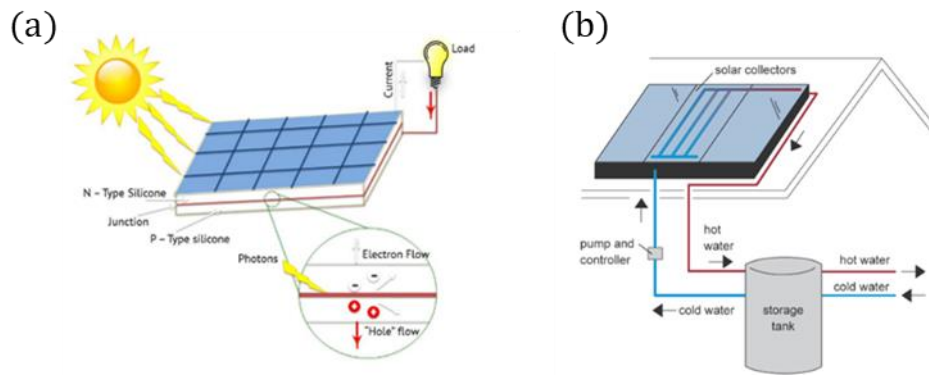 (a)
Load
Current
N – Type Silicone
Junction
P – Type silicone
Photons
Electron Flow
"Hole" flow
(b)
solar collectors
pump and
controller
hot
water
hot water
cold water
cold water
storage
tank